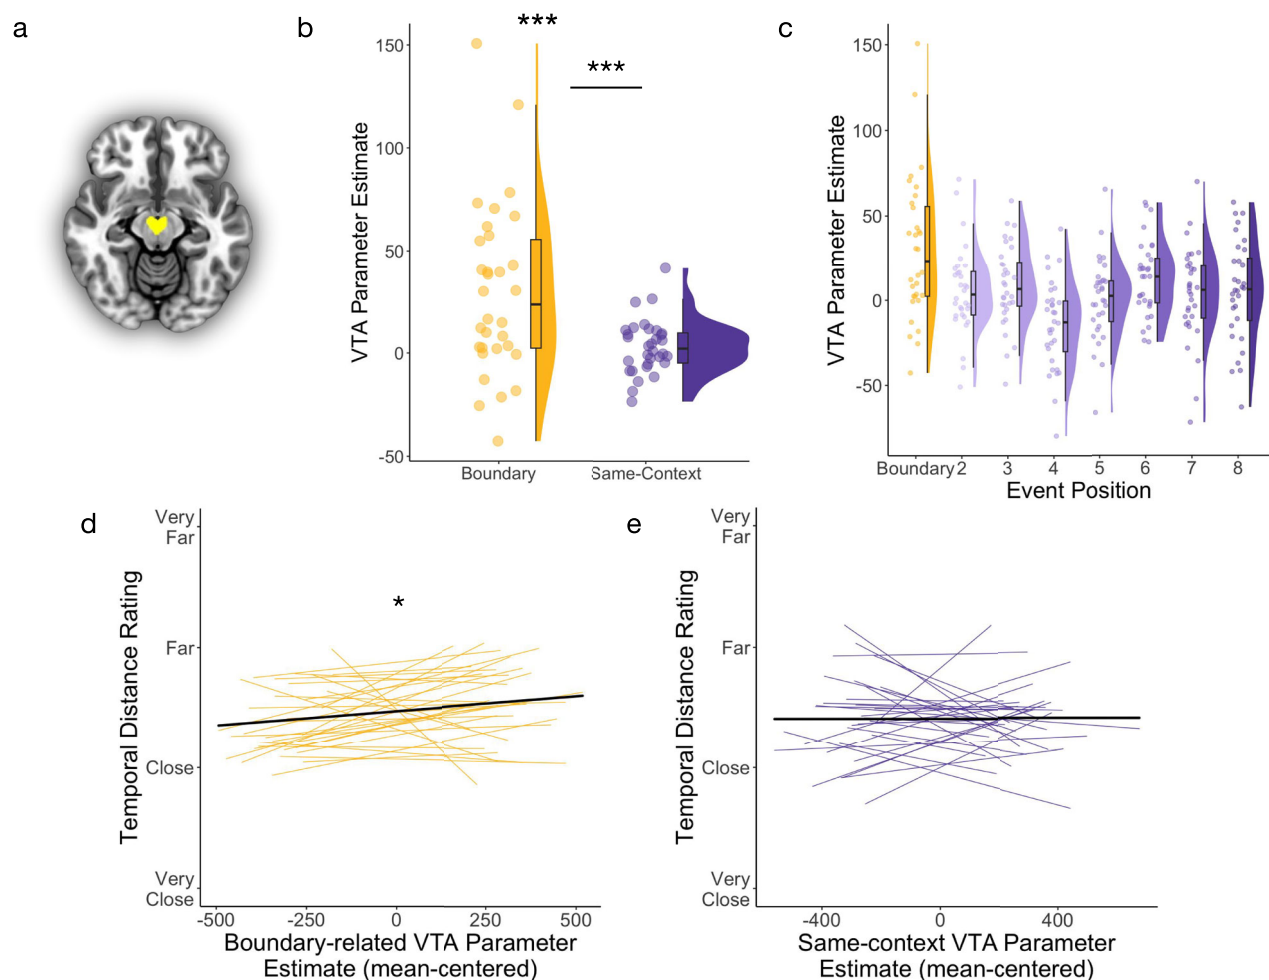 a
b
c
***
***
VTA Parameter Estimate
150
100
50
0
-50
Boundary
Same-Context
VTA Parameter Estimate
150
100
50
0
-50
Boundary 2 3 4 5 6 7 8
Event Position
d
Very
Far
Far
Close
Very
Close
Temporal Distance Rating
*
-500 -250 0 250 500
Boundary-related VTA Parameter
Estimate (mean-centered)
e
Very
Far
Far
Close
Very
Close
Temporal Distance Rating
-400 0 400
Same-context VTA Parameter
Estimate (mean-centered)